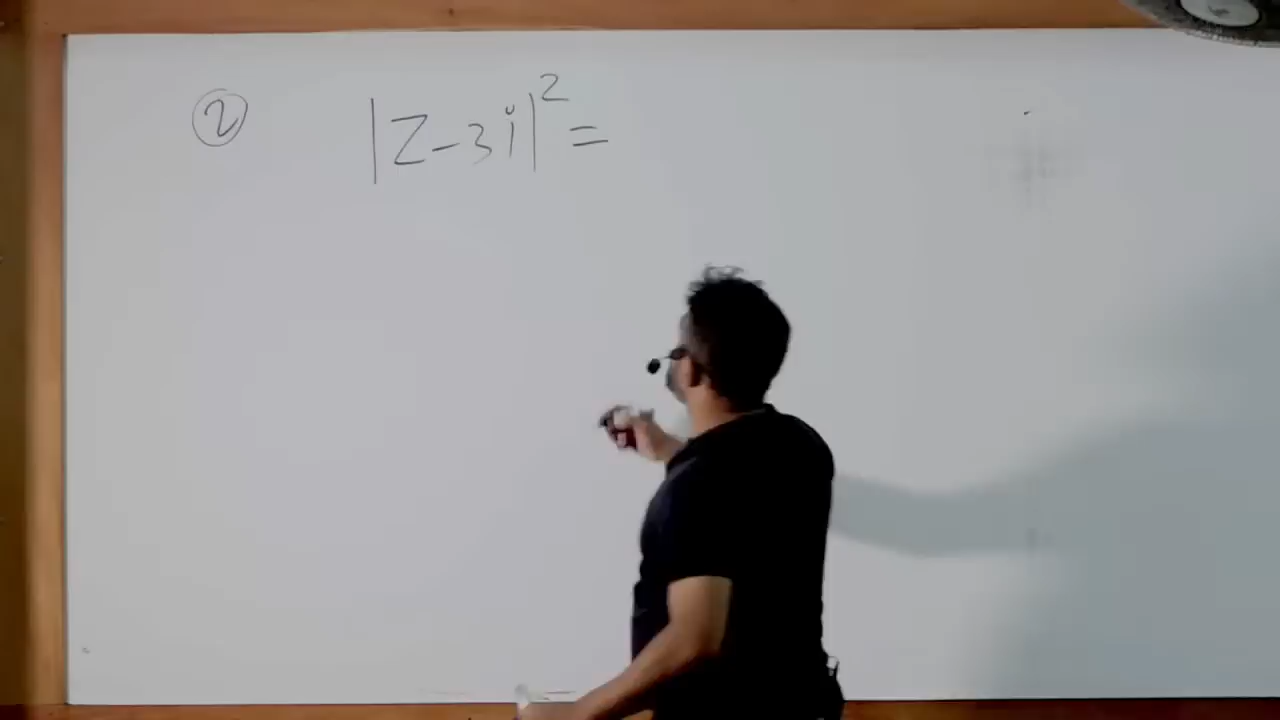 ② |Z-3i|² =